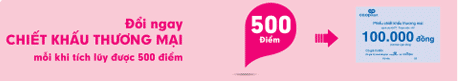 Đổi ngay
CHIẾT KHẤU THƯƠNG MẠI
mỗi khi tích lũy được 500 điểm
500
Điểm
Phiếu chiết khấu thương mại
100.000 đồng